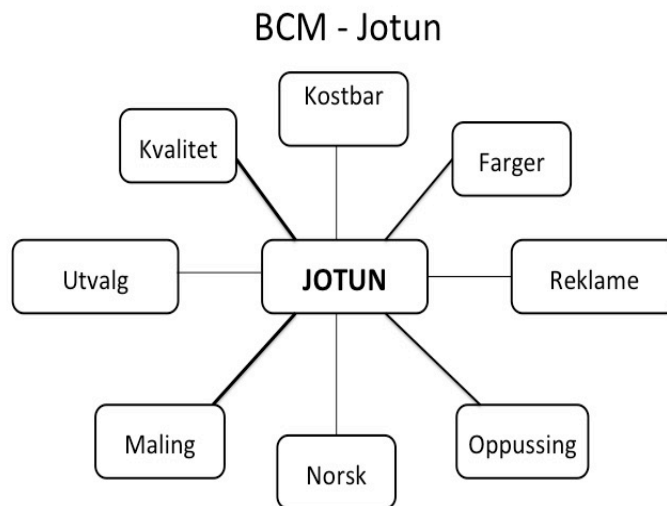 BCM - Jotun
Kostbar
Kvalitet
Farger
Utvalg
JOTUN
Reklame
Maling
Norsk
Oppussing